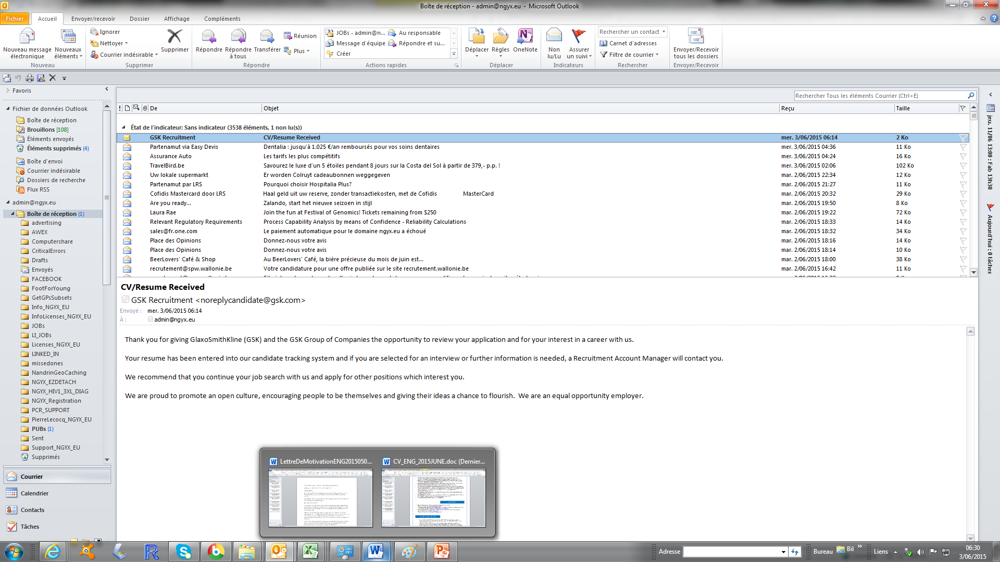 Boîte de réception - admin@ngyx.eu - Microsoft Outlook
Fichier Accueil Envoyer/recevoir Dossier Affichage Compléments
Nouveau message électronique
Nouveaux éléments
Nouveau
Ignorer
Nettoyer
Courrier indésirable
Supprimer
Supprimer
Répondre
Répondre à tous
Transférer
Réunion
Plus
Répondre
JOBs - admin@n...
Au responsable
Message d'équipe
Répondre et su...
Créer
Actions rapides
Déplacer
Règles
OneNote
Déplacer
Non lu/Lu
Assurer un suivi
Indicateurs
Rechercher un contact
Carnet d'adresses
Filtre de courrier
Rechercher
Envoyer/Recevoir tous les dossiers
Envoyer/Recevoir
Favoris
Fichier de données Outlook
Boîte de réception
Brouillons [108]
Éléments envoyés
Éléments supprimés (4)
Boîte d'envoi
Courrier indésirable
Dossiers de recherche
Flux RSS
admin@ngyx.eu
Boîte de réception (1)
advertising
AWEX
Computershare
CriticalErrors
Drafts
Envoyés
FACEBOOK
FootForYoung
GetGPsSubsets
Info_NGYX_EU
InfoLicenses_NGYX_EU
JOBs
LI_JOBs
Licenses_NGYX_EU
LINKED_IN
missedones
NandrinGeoCaching
NGYX_EZDETACH
NGYX_HIV1_3XL_DIAG
NGYX_Registration
PCR_SUPPORT
PierreLecocq_NGYX_EU
PUBs (1)
Sent
Support_NGYX_EU
Supprimés
Courrier
Calendrier
Contacts
Tâches
Rechercher Tous les éléments Courrier (Ctrl+E)
De Objet Reçu Taille
État de l'indicateur: Sans indicateur (3538 éléments, 1 non lu(s))
GSK Recruitment CV/Resume Received mer. 3/06/2015 06:14 2 Ko
Partenamut via Easy Devis Dentalia : jusqu'à 1.025 €/an remboursés pour vos soins dentaires mer. 3/06/2015 04:36 11 Ko
Assurance Auto Les tarifs les plus compétitifs mer. 3/06/2015 04:24 16 Ko
TravelBird.be Savourez le luxe d'un 5 étoiles pendant 8 jours sur la Costa del Sol à partir de 379,- p.p. ! mer. 3/06/2015 02:06 102 Ko
Uw lokale supermarkt Er worden Colruyt cadeaubonnen weggegeven mar. 2/06/2015 22:34 12 Ko
Partenamut par LRS Pourquoi choisir Hospitalia Plus? mar. 2/06/2015 21:27 11 Ko
Cofidis Mastercard door LRS Haal geld uit uw reserve, zonder transactiekosten, met de Cofidis MasterCard mar. 2/06/2015 20:32 29 Ko
Are you ready... Zalando, start het nieuwe seizoen in stijl mar. 2/06/2015 19:50 8 Ko
Laura Rae Join the fun at Festival of Genomics! Tickets remaining from $250 mar. 2/06/2015 19:22 72 Ko
Relevant Regulatory Requirements Process Capability Analysis by means of Confidence - Reliability Calculations mar. 2/06/2015 18:33 14 Ko
sales@fr.one.com Le paiement automatique pour le domaine ngyx.eu a échoué mar. 2/06/2015 18:32 34 Ko
Place des Opinions Donnez-nous votre avis mar. 2/06/2015 18:16 14 Ko
Place des Opinions Donnez-nous votre avis mar. 2/06/2015 18:14 10 Ko
BeerLovers' Café & Shop Au BeerLovers' Café, la bière précieuse du mois de juin est... mar. 2/06/2015 18:00 38 Ko
recrutement@spw.wallonie.be Votre candidature pour une offre publiée sur le site recrutement.wallonie.be mar. 2/06/2015 16:42 11 Ko
CV/Resume Received
GSK Recruitment <noreplycandidate@gsk.com>
Envoyé : mer. 3/06/2015 06:14
À : admin@ngyx.eu
Thank you for giving GlaxoSmithKline (GSK) and the GSK Group of Companies the opportunity to review your application and for your interest in a career with us.
Your resume has been entered into our candidate tracking system and if you are selected for an interview or further information is needed, a Recruitment Account Manager will contact you.
We recommend that you continue your job search with us and apply for other positions which interest you.
We are proud to promote an open culture, encouraging people to be themselves and giving their ideas a chance to flourish. We are an equal opportunity employer.
jeu. 11/06 13:00 : Fab 13h30
Aujourd'hui : 0 tâches
LettreDeMotivationENG2015050...
CV_ENG_2015JUNE.doc (Dernier...
Adresse
Bureau
Bil
Liens
06:30
3/06/2015